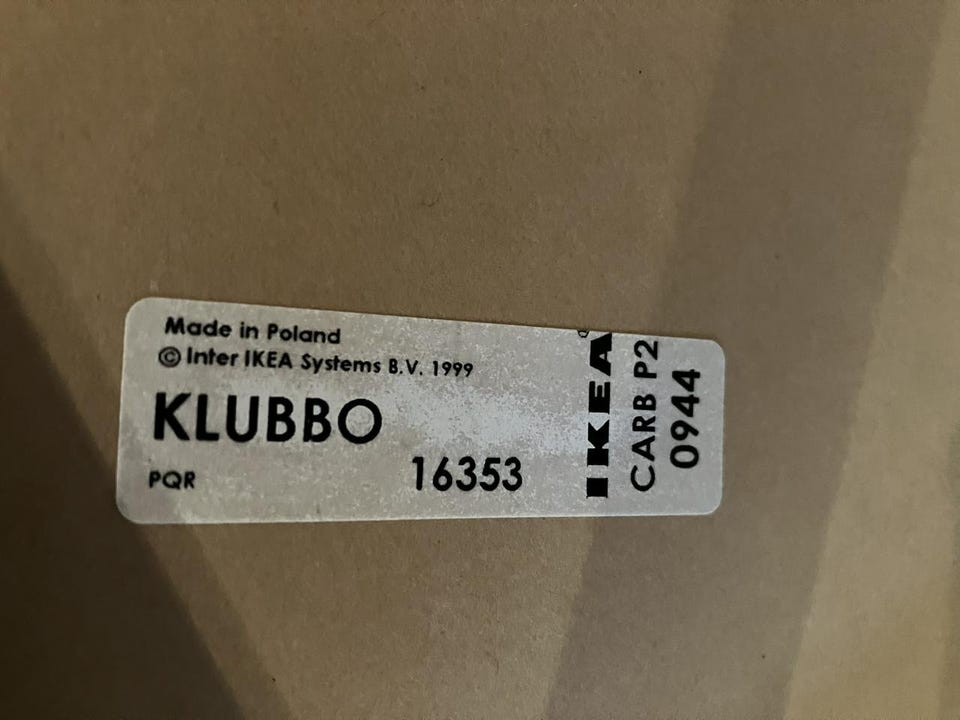 Made in Poland
© Inter IKEA Systems B.V. 1999
KLUBBO
PQR
16353
IKEA
CARB P2
0944